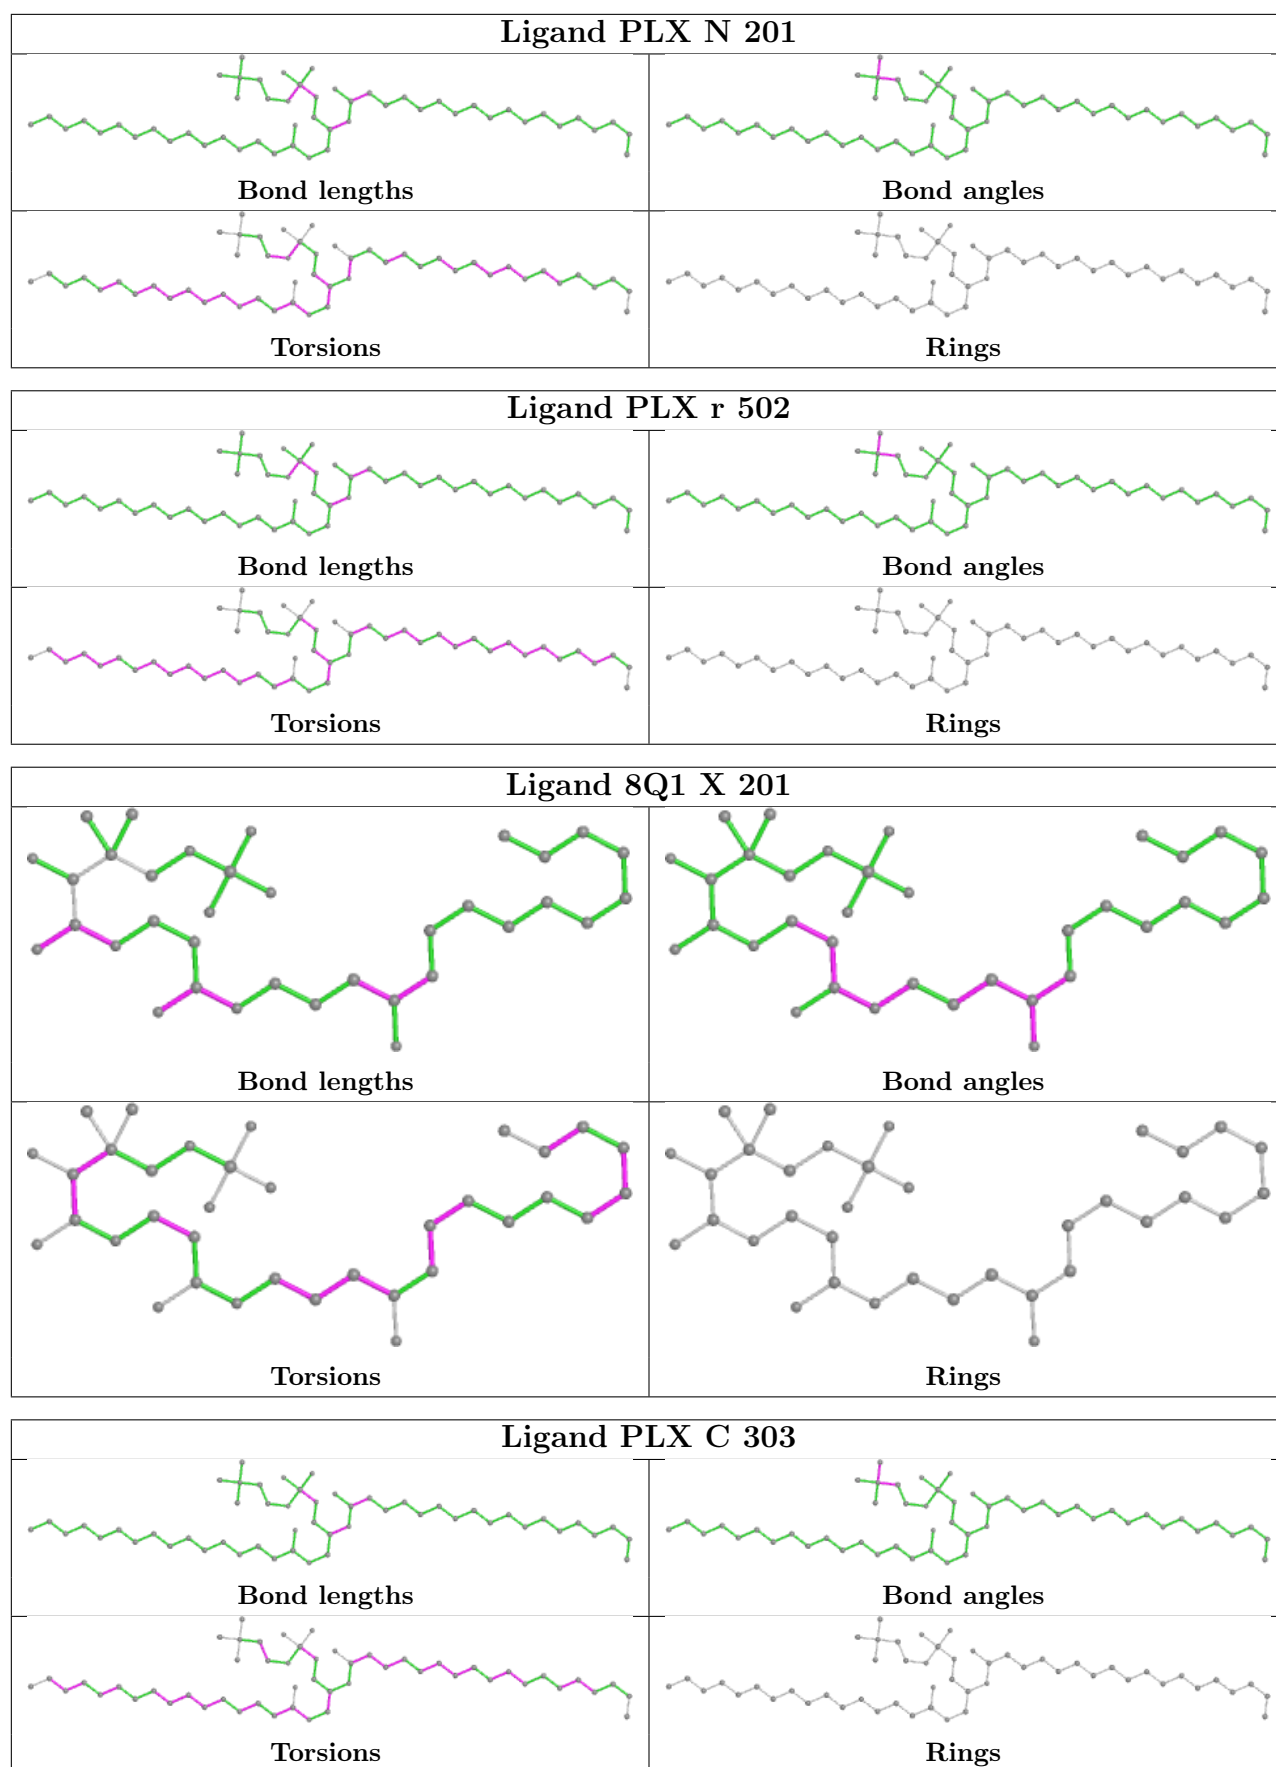 Ligand PLX N 201
Bond lengths
Bond angles
Torsions
Rings
Ligand PLX r 502
Bond lengths
Bond angles
Torsions
Rings
Ligand 8Q1 X 201
Bond lengths
Bond angles
Torsions
Rings
Ligand PLX C 303
Bond lengths
Bond angles
Torsions
Rings